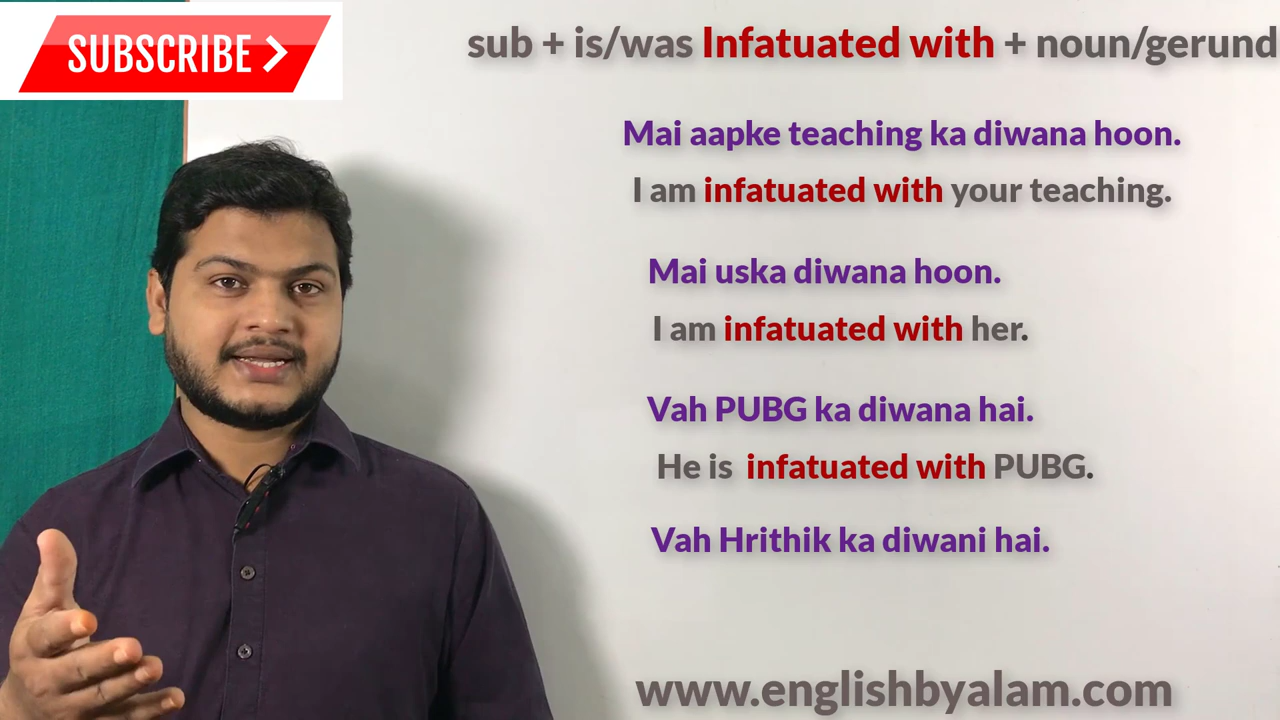 SUBSCRIBE
sub + is/was Infatuated with + noun/gerund
Mai aapke teaching ka diwana hoon.
I am infatuated with your teaching.
Mai uska diwana hoon.
I am infatuated with her.
Vah PUBG ka diwana hai.
He is infatuated with PUBG.
Vah Hrithik ka diwani hai.
www.englishbyalam.com